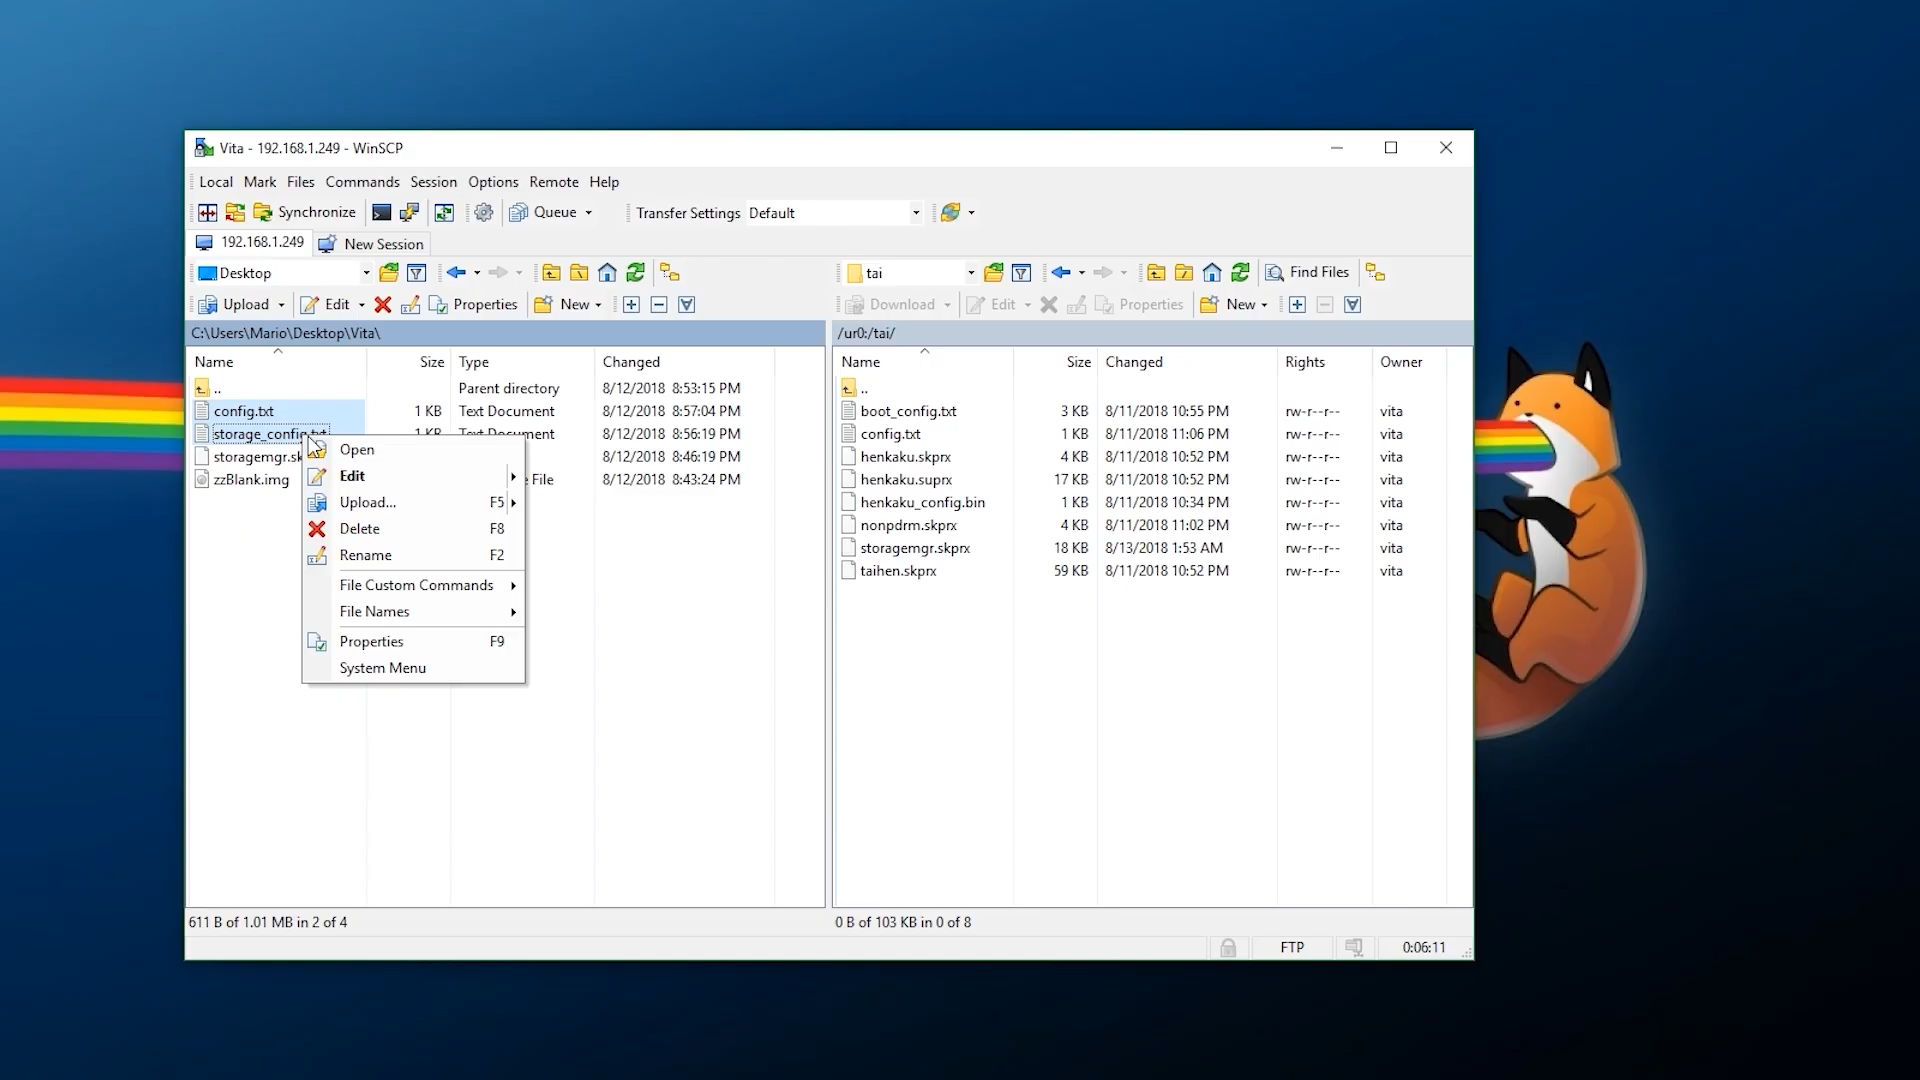 Vita - 192.168.1.249 - WinSCP
Local Mark Files Commands Session Options Remote Help
Synchronize Queue Transfer Settings Default
192.168.1.249 New Session
Desktop tai Find Files
Upload Edit Properties New Download Edit Properties New
C:\Users\Mario\Desktop\Vita\ /ur0:/tai/
Name Size Type Changed Name Size Changed Rights Owner
.. Parent directory 8/12/2018 8:53:15 PM ..
config.txt 1 KB Text Document 8/12/2018 8:57:04 PM boot_config.txt 3 KB 8/11/2018 10:55 PM rw-r--r-- vita
storage_config.txt 1 KB Text Document 8/12/2018 8:56:19 PM config.txt 1 KB 8/11/2018 11:06 PM rw-r--r-- vita
storagemgr.sk 8/12/2018 8:46:19 PM henkaku.skprx 4 KB 8/11/2018 10:52 PM rw-r--r-- vita
zzBlank.img e File 8/12/2018 8:43:24 PM henkaku.suprx 17 KB 8/11/2018 10:52 PM rw-r--r-- vita
henkaku_config.bin 1 KB 8/11/2018 10:34 PM rw-r--r-- vita
nonpdrm.skprx 4 KB 8/11/2018 11:02 PM rw-r--r-- vita
storagemgr.skprx 18 KB 8/13/2018 1:53 AM rw-r--r-- vita
taihen.skprx 59 KB 8/11/2018 10:52 PM rw-r--r-- vita
Open
Edit
Upload... F5
Delete F8
Rename F2
File Custom Commands
File Names
Properties F9
System Menu
611 B of 1.01 MB in 2 of 4 0 B of 103 KB in 0 of 8
FTP 0:06:11